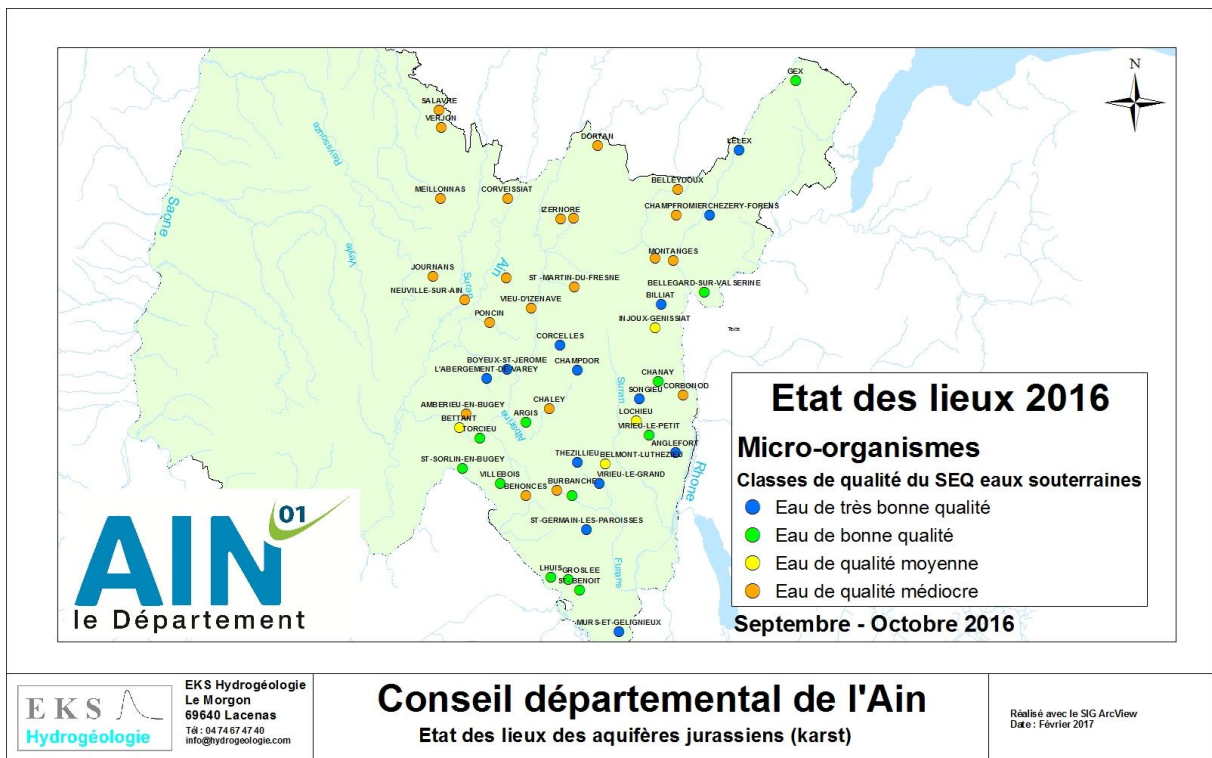 GEX
N
SALAVRE
VERJON
DORTAN
LELEX
Reyssouze
MEILLONNAS
CORVEISSIAT
BELLEYDOUX
IZERNORE
CHAMPFROMIER
CHEZERY-FORENS
Saone
Veyle
Suran
Ain
MONTANGES
JOURNANS
ST-MARTIN-DU-FRESNE
BELLEGARD-SUR-VALSERINE
NEUVILLE-SUR-AIN
VIEU-D'IZENAVE
BILLIAT
PONCIN
INJOUX-GENISSIAT
CORCELLES
BOYEUX-ST-JEROME
CHAMPDOR
L'ABERGEMENT-DE-VAREY
CHANAY
SONGIEU
CORBONOD
AMBERIEU-EN-BUGEY
CHALEY
LOCHIEU
BETTANT
ARGIS
Albarine
VIRIEU-LE-PETIT
TORCIEU
ANGLEFORT
ST-SORLIN-EN-BUGEY
THEZILLIEU
BELMONT-LUTHEZIEU
Rhone
VILLEBOIS
VIRIEU-LE-GRAND
BENONCES
BURBANCHE
ST-GERMAIN-LES-PAROISSES
LHUIS
GROSLEE
ST-BENOIT
Furans
MURS-ET-GELIGNIEUX
Etat des lieux 2016
Micro-organismes
Classes de qualité du SEQ eaux souterraines
Eau de très bonne qualité
Eau de bonne qualité
Eau de qualité moyenne
Eau de qualité médiocre
Septembre - Octobre 2016
01
AIN
le Département
EKS
Hydrogéologie
EKS Hydrogéologie
Le Morgon
69640 Lacenas
Tél : 04 74 67 47 40
info@hydrogeologie.com
Conseil départemental de l'Ain
Etat des lieux des aquifères jurassiens (karst)
Réalisé avec le SIG ArcView
Date : Février 2017